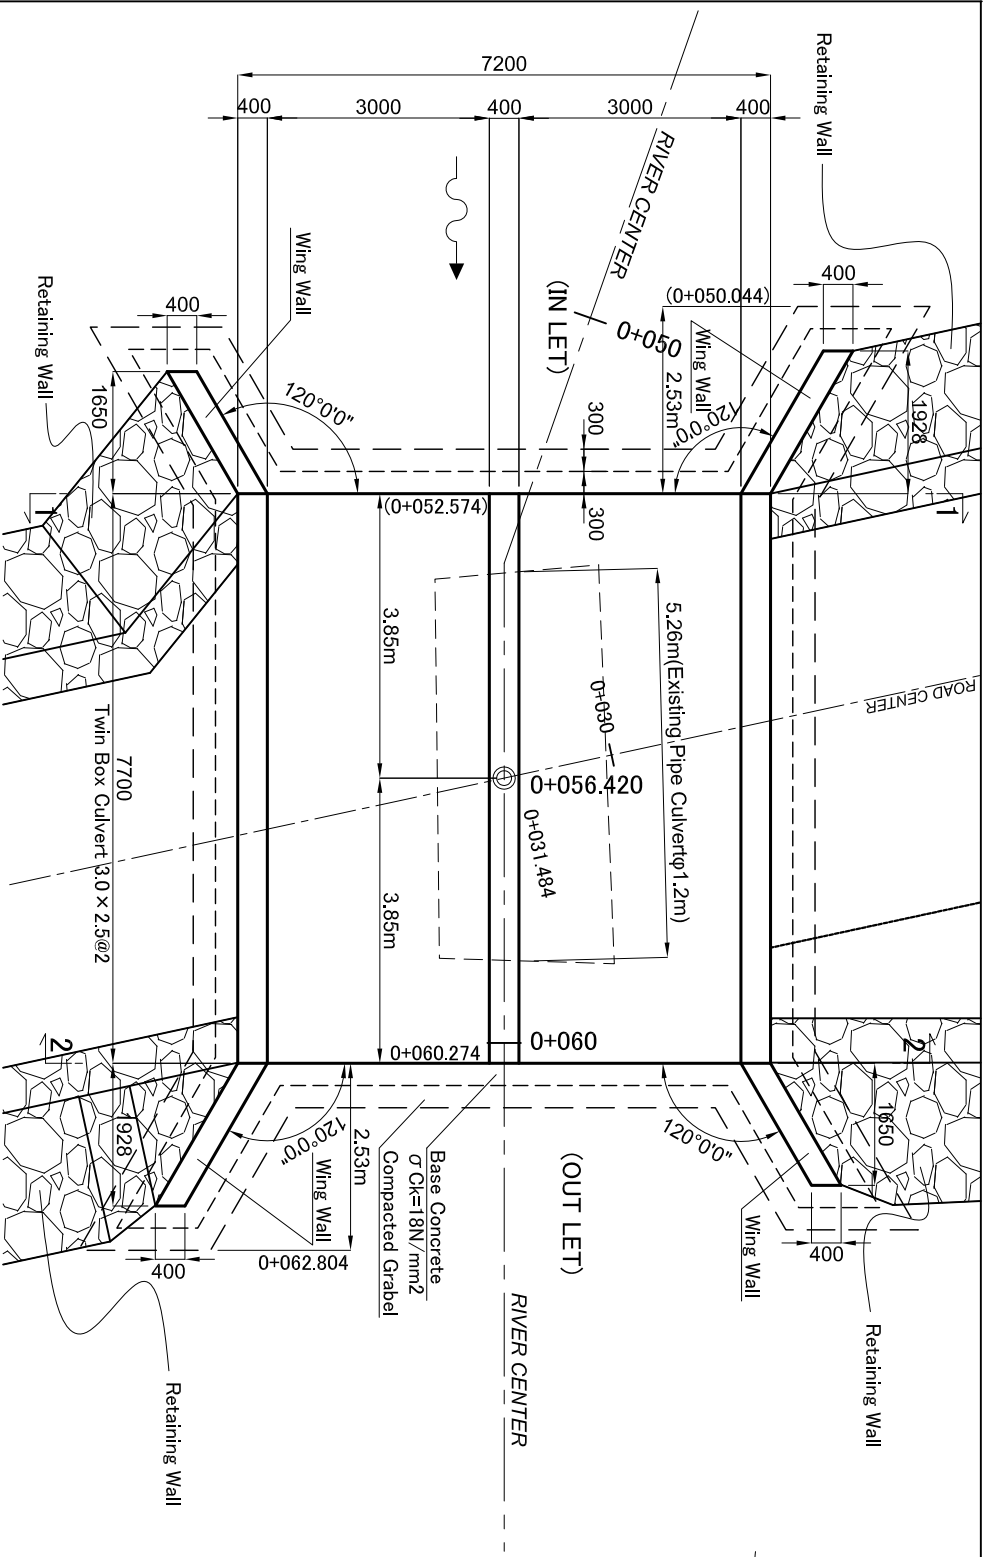 7200
400
3000
400
3000
400
Retaining Wall
RIVER CENTER
Wing Wall
(IN LET)
0+050
(0+050.044)
400
Wing Wall
2.53m
1928
120°0'0"
Retaining Wall
400
1650
120°0'0"
300
300
1
1
(0+052.574)
3.85m
5.26m(Existing Pipe Culvertφ1.2m)
0+030
ROAD CENTER
0+056.420
0+031.484
7700
Twin Box Culvert 3.0×2.5@2
3.85m
0+060.274
0+060
2
2
1928
120°0'0"
2.53m
Wing Wall
0+062.804
400
Base Concrete
σCk=18N/mm2
Compacted Grabel
(OUT LET)
120°0'0"
1650
Wing Wall
400
RIVER CENTER
Retaining Wall
Retaining Wall